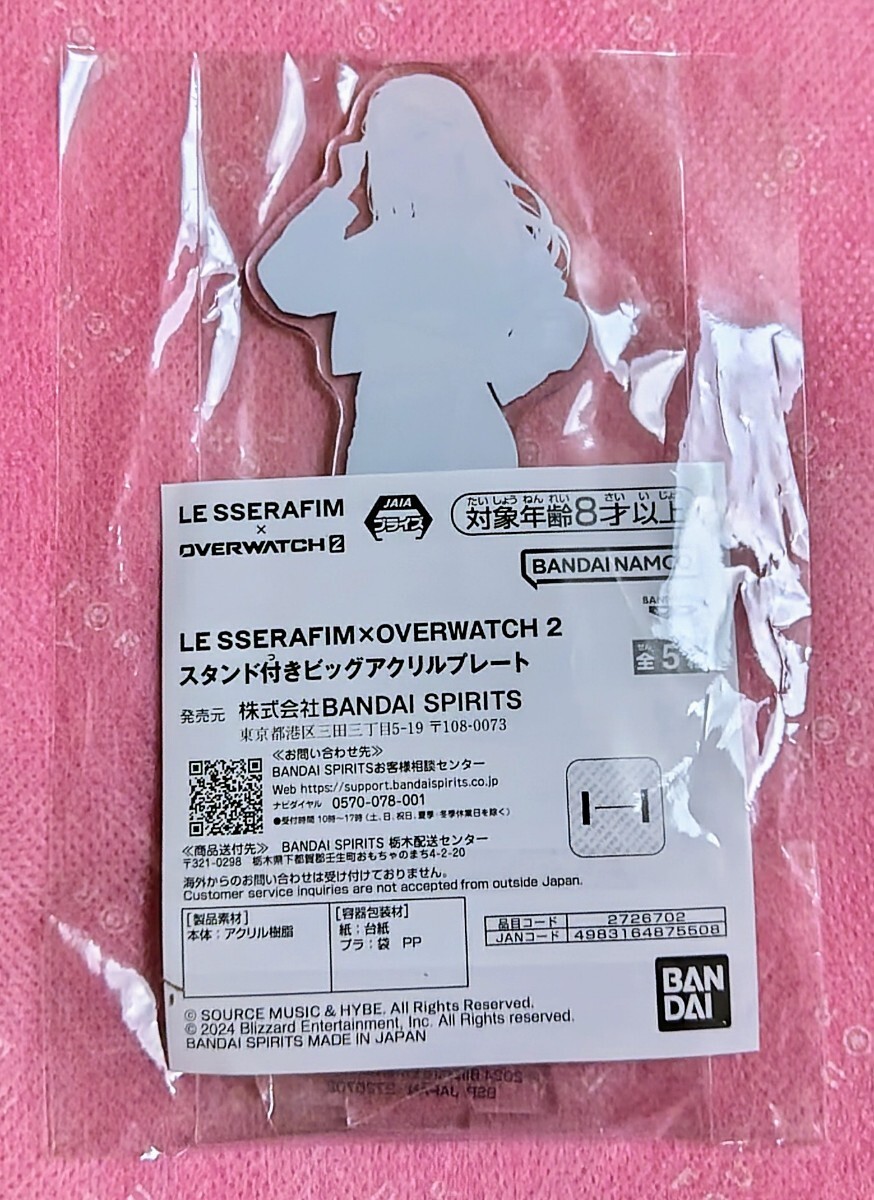 LE SSERAFIM
×
OVERWATCH 2
JAIA
プライズ
たいしょうねんれい さい いじょ
対象年齢8才以上
BANDAI NAMCO
LE SSERAFIM×OVERWATCH 2
つ
スタンド付きビッグアクリルプレート
ぜん
全5
発売元 株式会社BANDAI SPIRITS
東京都港区三田三丁目5-19 〒108-0073
≪お問い合わせ先≫
BANDAI SPIRITSお客様相談センター
Web https://support.bandaispirits.co.jp
ナビダイヤル 0570-078-001
●受付時間 10時~17時 (土、日、祝日、夏季・冬季休業日を除く)
≪商品送付先≫ BANDAI SPIRITS 栃木配送センター
〒321-0298 栃木県下都賀郡壬生町おもちゃのまち4-2-20
海外からのお問い合わせは受け付けておりません。
Customer service inquiries are not accepted from outside Japan.
[製品素材]
本体:アクリル樹脂
[容器包装材]
紙:台紙
プラ:袋 PP
品目コード 2726702
JANコード 4983164875508
© SOURCE MUSIC & HYBE. All Rights Reserved.
© 2024 Blizzard Entertainment, Inc. All Rights reserved.
BANDAI SPIRITS MADE IN JAPAN
BAN
DAI